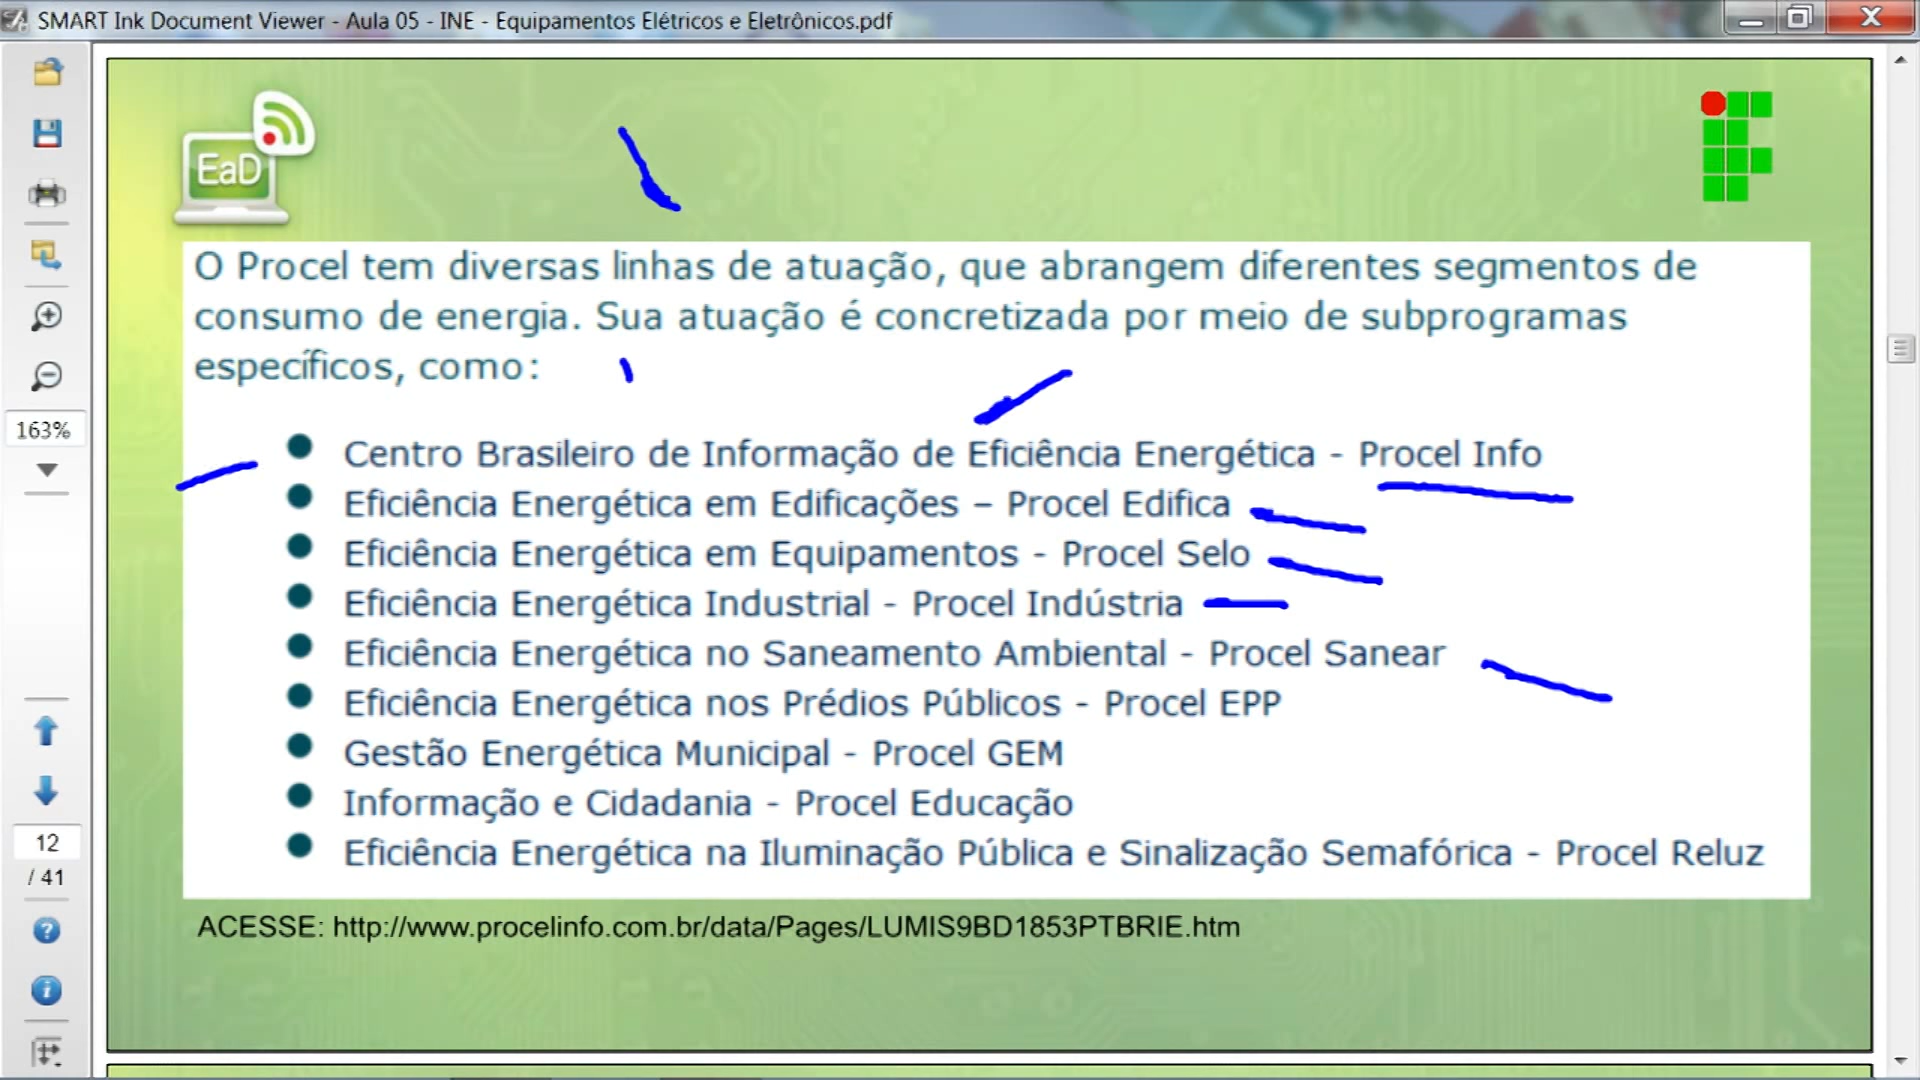 SMART Ink Document Viewer - Aula 05 - INE - Equipamentos Elétricos e Eletrônicos.pdf
EaD
O Procel tem diversas linhas de atuação, que abrangem diferentes segmentos de
consumo de energia. Sua atuação é concretizada por meio de subprogramas
específicos, como:
163%
● Centro Brasileiro de Informação de Eficiência Energética - Procel Info
● Eficiência Energética em Edificações – Procel Edifica
● Eficiência Energética em Equipamentos - Procel Selo
● Eficiência Energética Industrial - Procel Indústria
● Eficiência Energética no Saneamento Ambiental - Procel Sanear
● Eficiência Energética nos Prédios Públicos - Procel EPP
● Gestão Energética Municipal - Procel GEM
● Informação e Cidadania - Procel Educação
● Eficiência Energética na Iluminação Pública e Sinalização Semafórica - Procel Reluz
12
/ 41
ACESSE: http://www.procelinfo.com.br/data/Pages/LUMIS9BD1853PTBRIE.htm